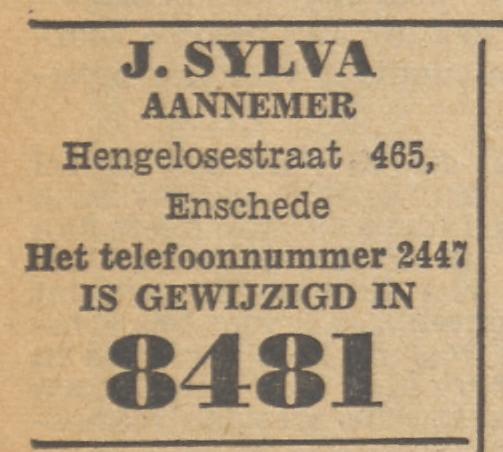 J. SYLVA
AANNEMER
Hengelosestraat 465,
Enschede
Het telefoonnummer 2447
IS GEWIJZIGD IN
8481